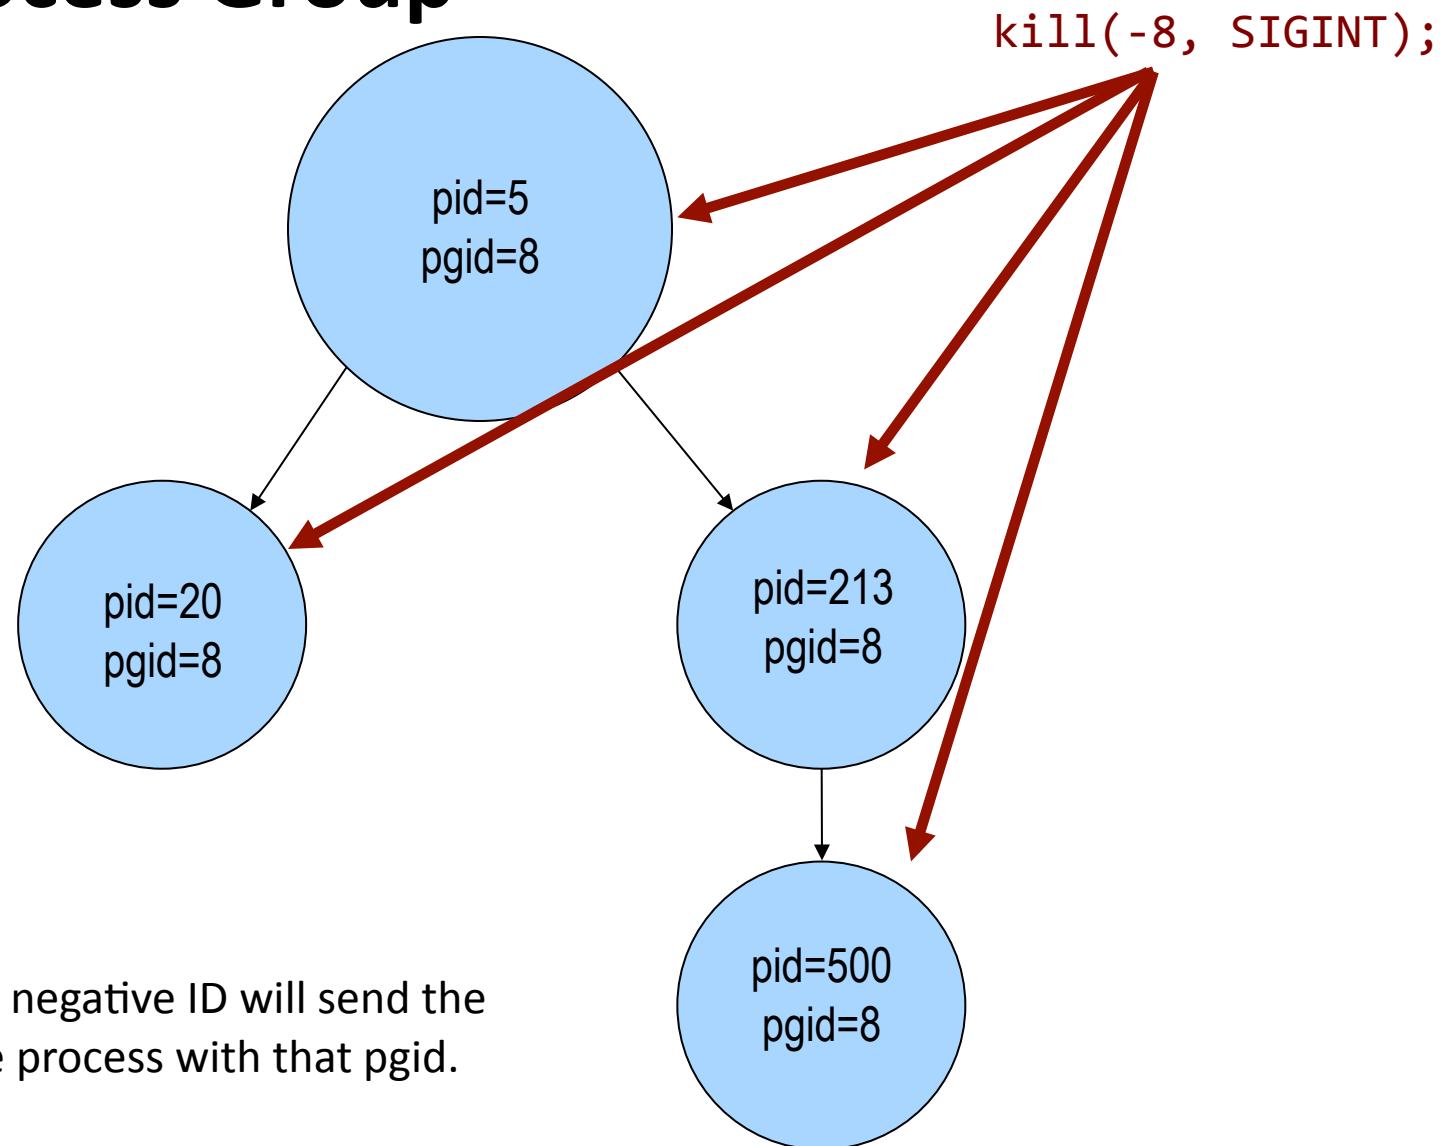 Group
kill(-8, SIGINT);
pid=5
pgid=8
pid=20
pgid=8
pid=213
pgid=8
pid=500
pgid=8
negative ID will send the
process with that pgid.